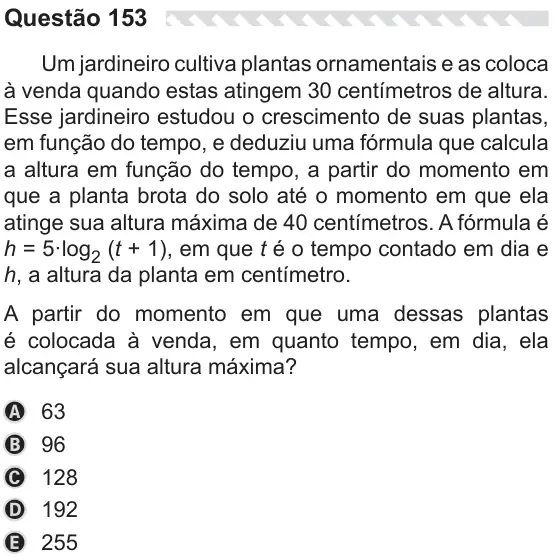 Questão 153
Um jardineiro cultiva plantas ornamentais e as coloca
à venda quando estas atingem 30 centímetros de altura.
Esse jardineiro estudou o crescimento de suas plantas,
em função do tempo, e deduziu uma fórmula que calcula
a altura em função do tempo, a partir do momento em
que a planta brota do solo até o momento em que ela
atinge sua altura máxima de 40 centímetros. A fórmula é
h = 5·log₂ (t + 1), em que t é o tempo contado em dia e
h, a altura da planta em centímetro.
A partir do momento em que uma dessas plantas
é colocada à venda, em quanto tempo, em dia, ela
alcançará sua altura máxima?
A 63
B 96
C 128
D 192
E 255